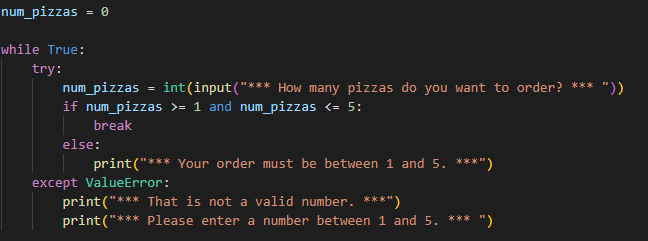 num_pizzas = 0
while True:
try:
num_pizzas = int(input("*** How many pizzas do you want to order? *** "))
if num_pizzas >= 1 and num_pizzas <= 5:
break
else:
print("*** Your order must be between 1 and 5. ***")
except ValueError:
print("*** That is not a valid number. ***")
print("*** Please enter a number between 1 and 5. *** ")